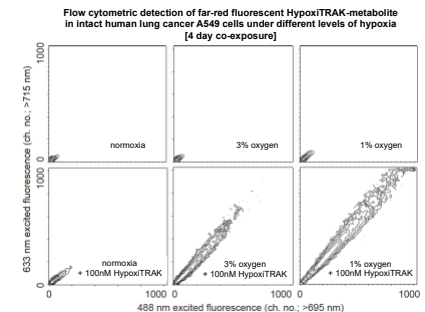 Flow cytometric detection of far-red fluorescent HypoxiTRAK-metabolite
in intact human lung cancer A549 cells under different levels of hypoxia
[4 day co-exposure]
633 nm excited fluorescence (ch. no.; >715 nm)
1000
0
normoxia
3% oxygen
1% oxygen
1000
0
normoxia
+ 100nM HypoxiTRAK
3% oxygen
+ 100nM HypoxiTRAK
1% oxygen
+ 100nM HypoxiTRAK
0 1000 0 1000 0 1000
488 nm excited fluorescence (ch. no.; >695 nm)